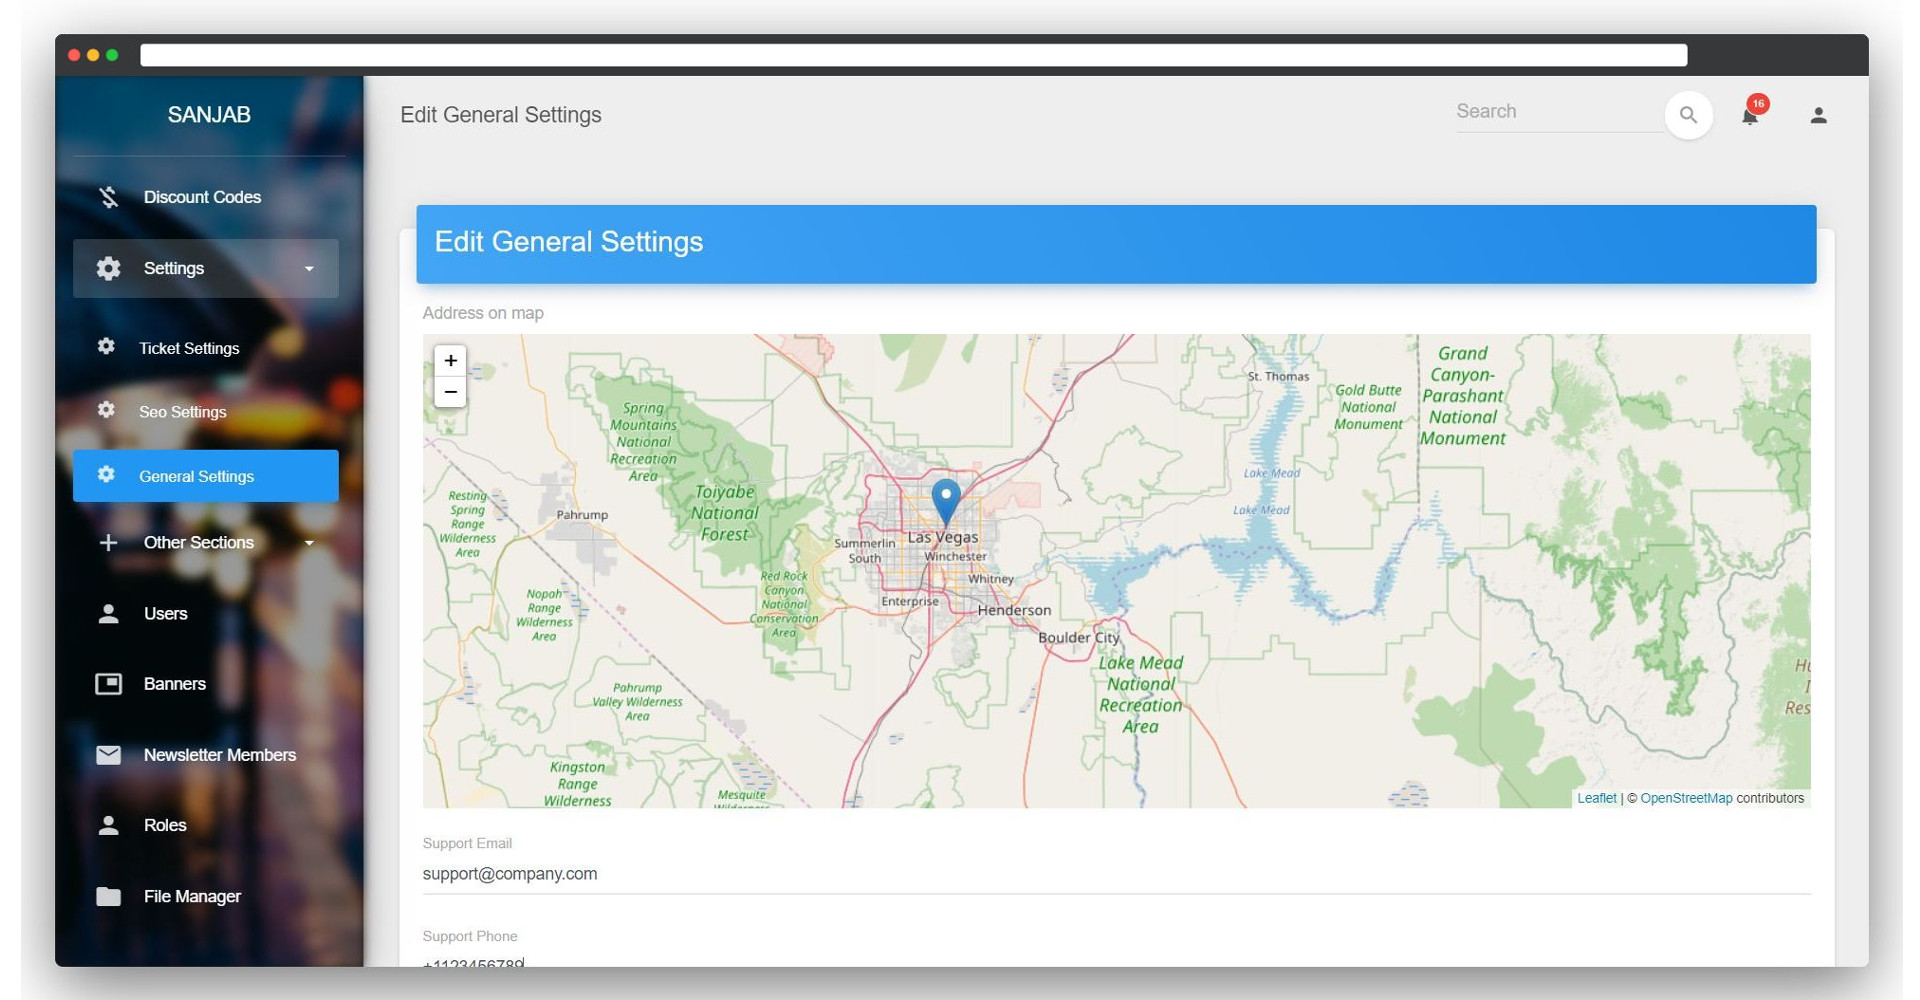 SANJAB
Discount Codes
Settings
Ticket Settings
Seo Settings
General Settings
Other Sections
Users
Banners
Newsletter Members
Roles
File Manager
Edit General Settings
Search
16
Edit General Settings
Address on map
+
−
Spring
Mountains
National
Recreation
Area
Toiyabe
National
Forest
Resting
Spring
Range
Wilderness
Area
Pahrump
Summerlin
South
Las Vegas
Winchester
Whitney
Enterprise
Henderson
Boulder City
Red Rock
Canyon
National
Conservation
Area
Nopah
Range
Wilderness
Area
Pahrump
Valley Wilderness
Area
Kingston
Range
Wilderness
Mesquite
St. Thomas
Gold Butte
National
Monument
Grand
Canyon-
Parashant
National
Monument
Lake Mead
Lake Mead
Lake Mead
National
Recreation
Area
Res
Leaflet | © OpenStreetMap contributors
Support Email
support@company.com
Support Phone
+1123456789